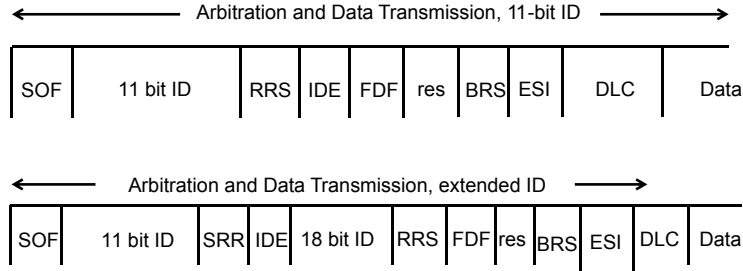 Arbitration and Data Transmission, 11-bit ID
SOF 11 bit ID RRS IDE FDF res BRS ESI DLC Data
Arbitration and Data Transmission, extended ID
SOF 11 bit ID SRR IDE 18 bit ID RRS FDF res BRS ESI DLC Data